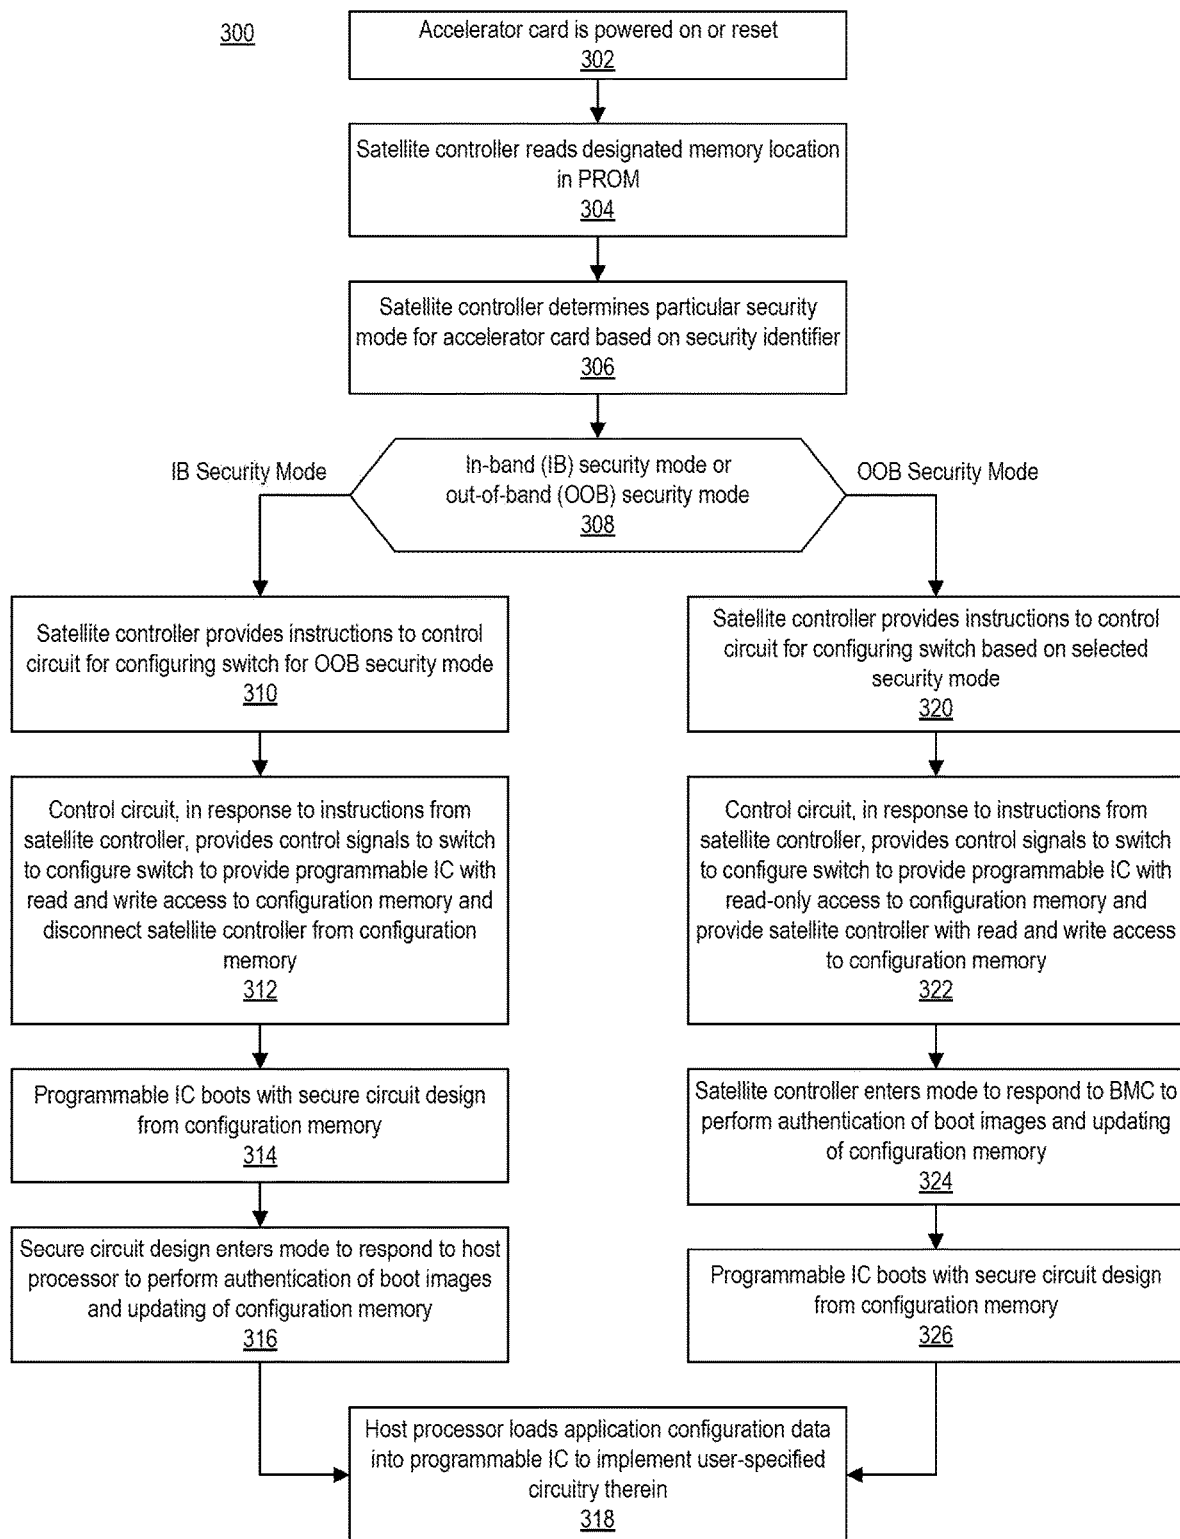 300
Accelerator card is powered on or reset
302
Satellite controller reads designated memory location
in PROM
304
Satellite controller determines particular security
mode for accelerator card based on security identifier
306
IB Security Mode
In-band (IB) security mode or
out-of-band (OOB) security mode
308
OOB Security Mode
Satellite controller provides instructions to control
circuit for configuring switch for OOB security mode
310
Control circuit, in response to instructions from
satellite controller, provides control signals to switch
to configure switch to provide programmable IC with
read and write access to configuration memory and
disconnect satellite controller from configuration
memory
312
Programmable IC boots with secure circuit design
from configuration memory
314
Secure circuit design enters mode to respond to host
processor to perform authentication of boot images
and updating of configuration memory
316
Satellite controller provides instructions to control
circuit for configuring switch based on selected
security mode
320
Control circuit, in response to instructions from
satellite controller, provides control signals to switch
to configure switch to provide programmable IC with
read-only access to configuration memory and
provide satellite controller with read and write access
to configuration memory
322
Satellite controller enters mode to respond to BMC to
perform authentication of boot images and updating
of configuration memory
324
Programmable IC boots with secure circuit design
from configuration memory
326
Host processor loads application configuration data
into programmable IC to implement user-specified
circuitry therein
318